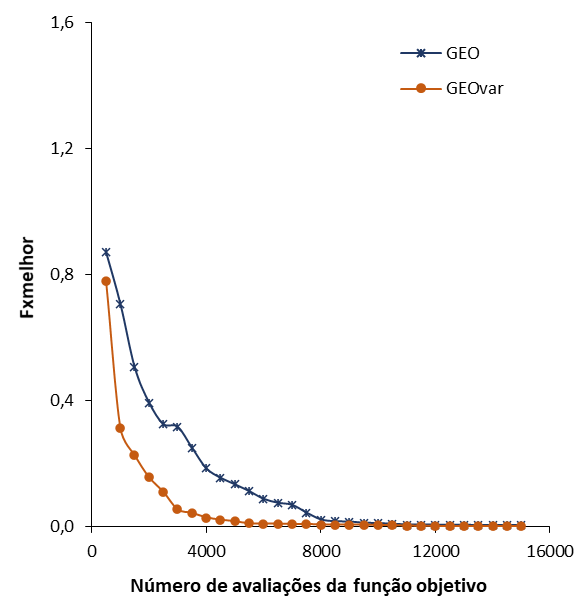 1,6
GEO
GEOvar
1,2
0,8
0,4
0,0
Fxmelhor
0 4000 8000 12000 16000
Número de avaliações da função objetivo